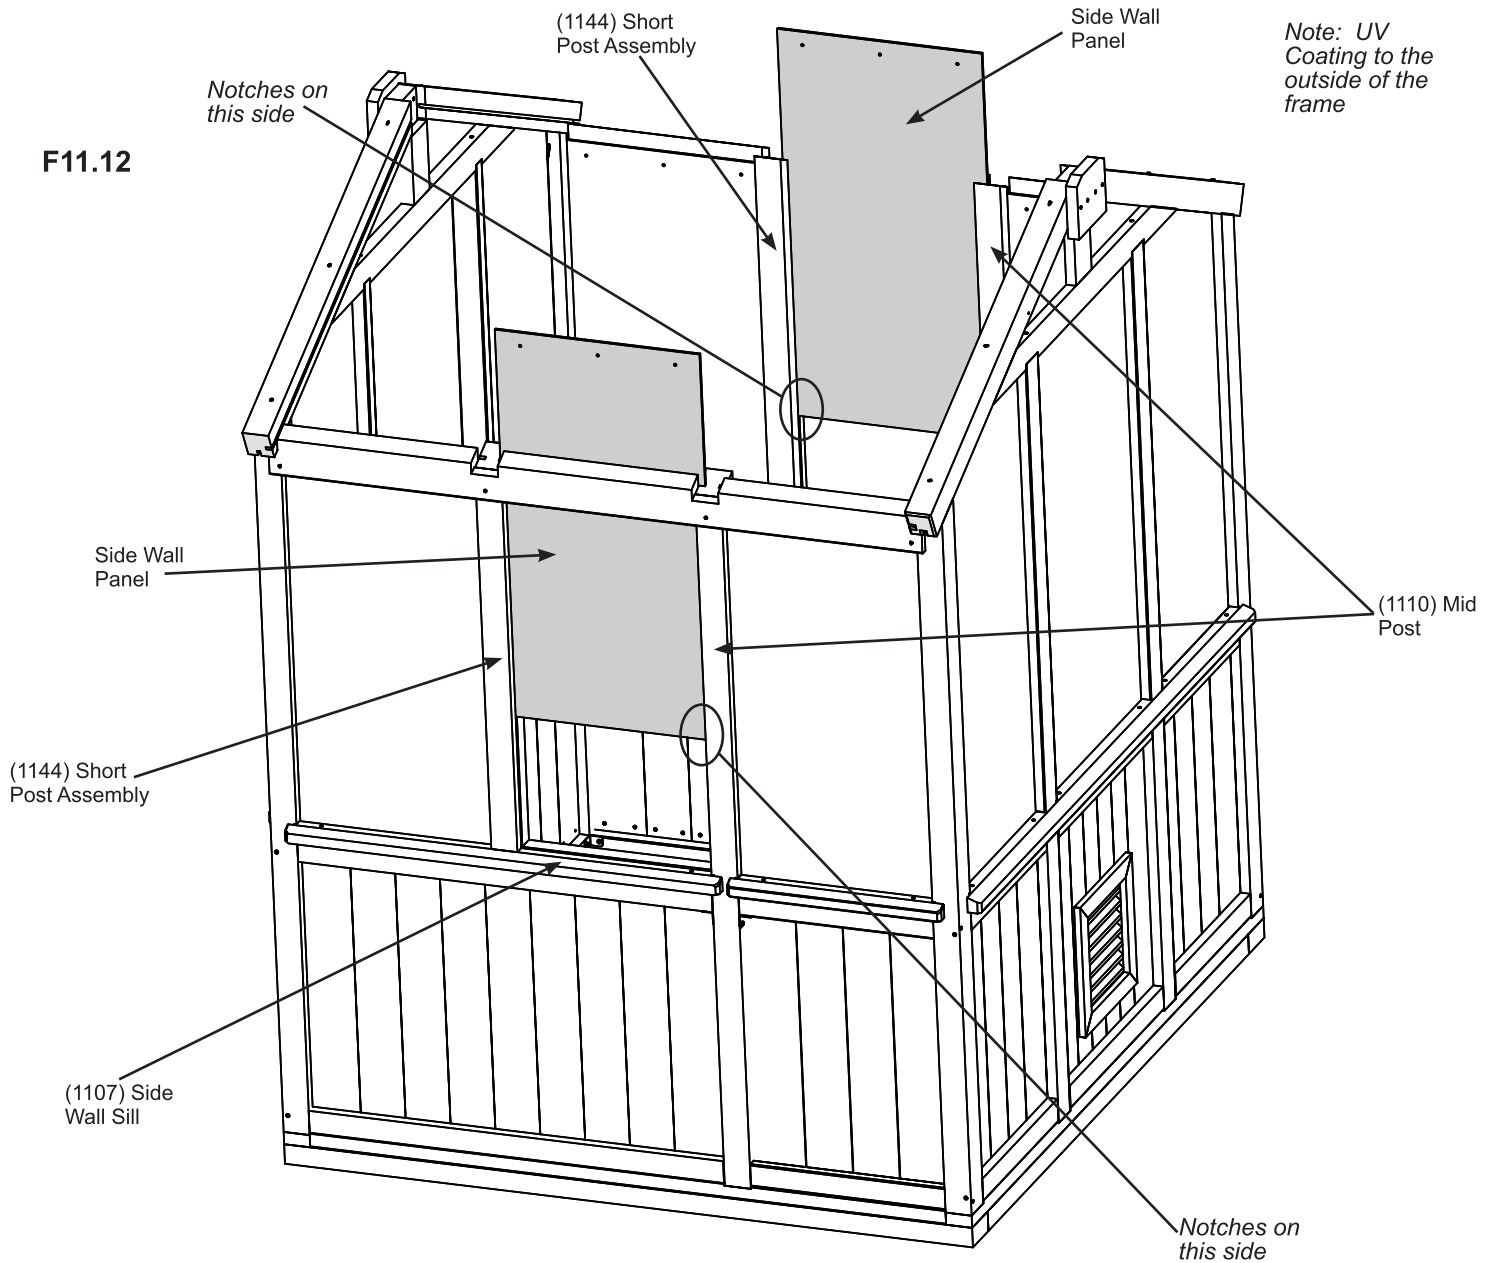 (1144) Short
Post Assembly
Side Wall
Panel
Note: UV
Coating to the
outside of the
frame
Notches on
this side
F11.12
Side Wall
Panel
(1110) Mid
Post
(1144) Short
Post Assembly
(1107) Side
Wall Sill
Notches on
this side